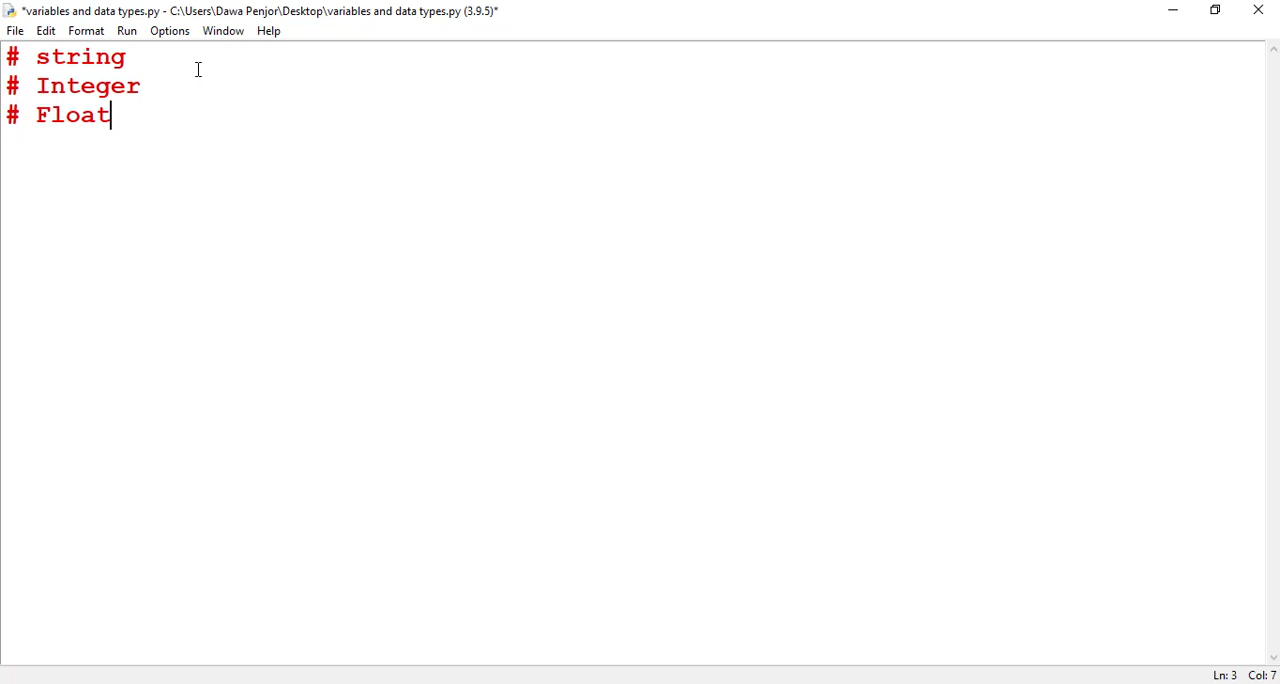 *variables and data types.py - C:\Users\Dawa Penjor\Desktop\variables and data types.py (3.9.5)*
File Edit Format Run Options Window Help
# string
# Integer
# Float
Ln: 3 Col: 7